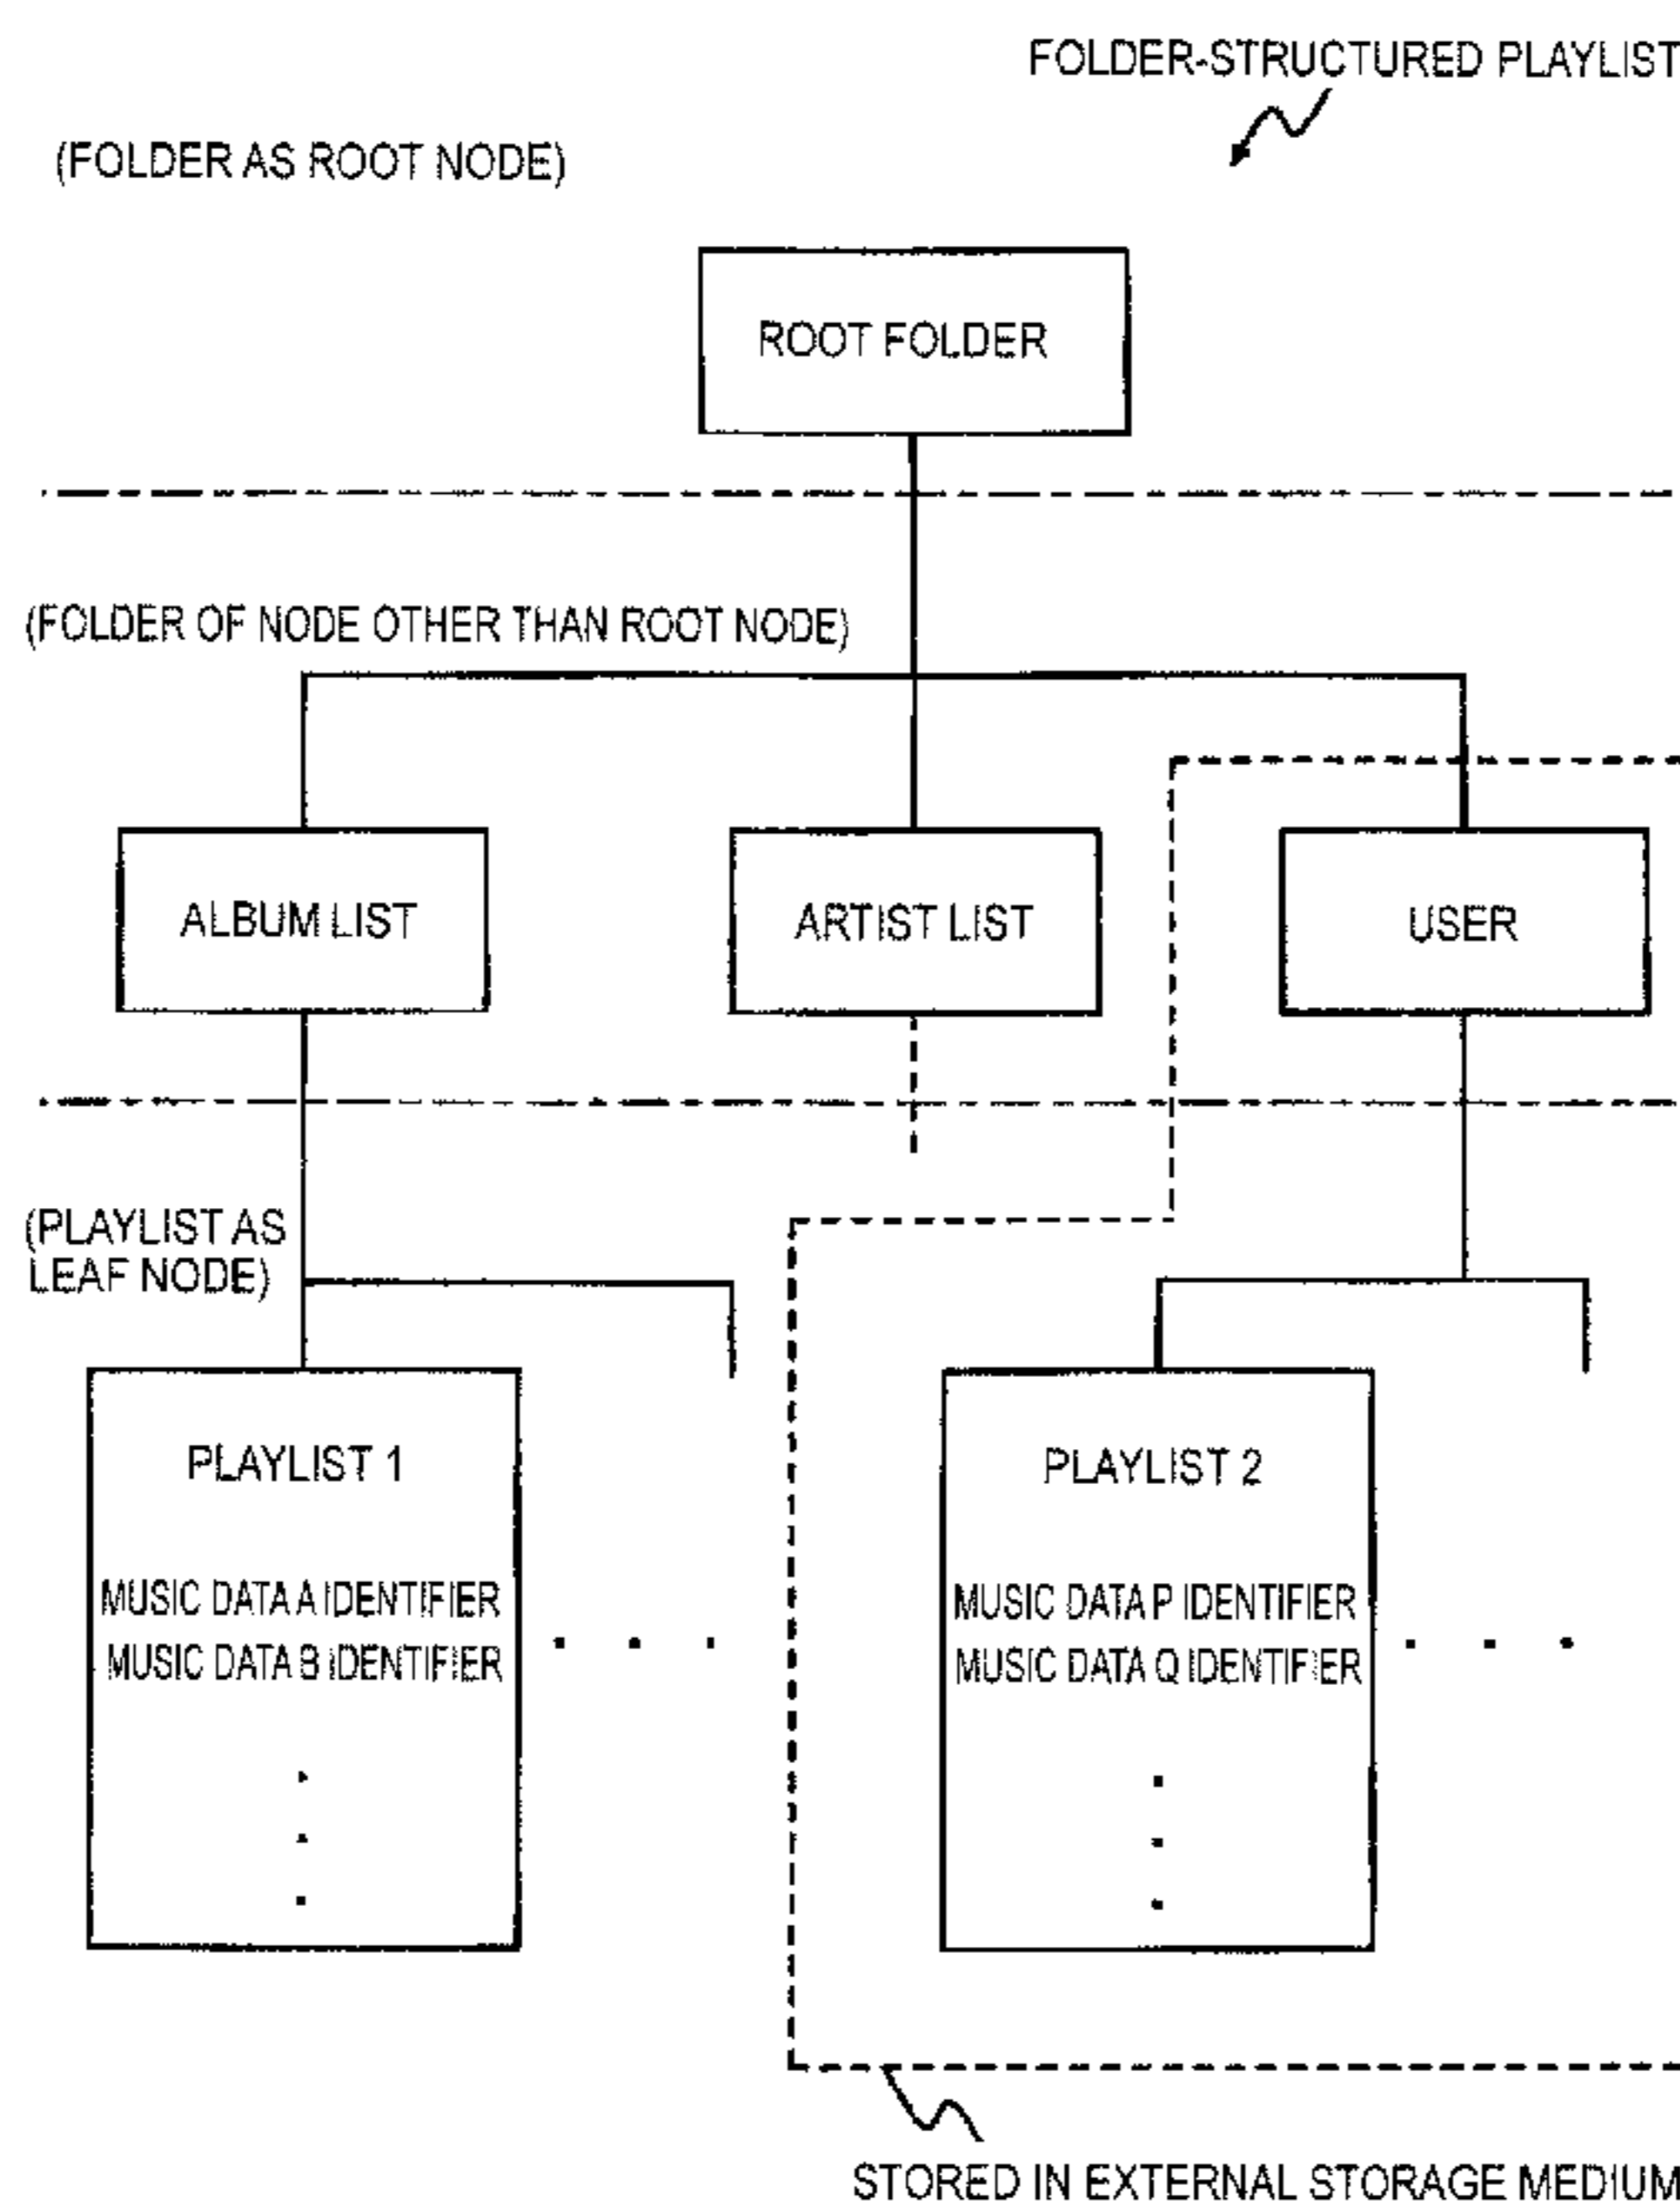 FOLDER-STRUCTURED PLAYLIST
(FOLDER AS ROOT NODE)
ROOT FOLDER
(FOLDER OF NODE OTHER THAN ROOT NODE)
ALBUM LIST
ARTIST LIST
USER
(PLAYLIST AS
LEAF NODE)
PLAYLIST 1
MUSIC DATA A IDENTIFIER
MUSIC DATA B IDENTIFIER
PLAYLIST 2
MUSIC DATA P IDENTIFIER
MUSIC DATA Q IDENTIFIER
STORED IN EXTERNAL STORAGE MEDIUM